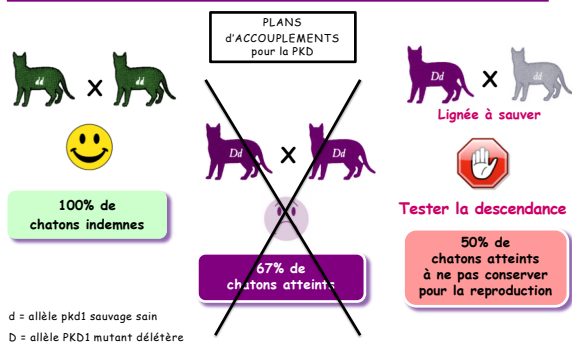 PLANS
d'ACCOUPLEMENTS
pour la PKD
dd
X
dd
100% de
chatons indemnes
Dd
X
Dd
67% de
chatons atteints
Dd
X
dd
Lignée à sauver
Tester la descendance
50% de
chatons atteints
à ne pas conserver
pour la reproduction
d = allèle pkd1 sauvage sain
D = allèle PKD1 mutant délétère